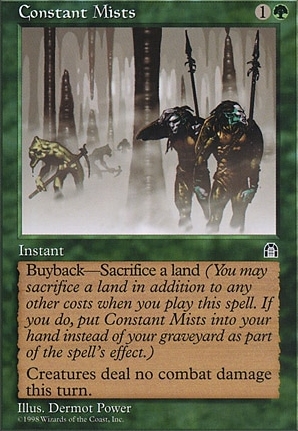 Constant Mists
1
Instant
Buyback—Sacrifice a land (You may
sacrifice a land in addition to any
other costs when you play this spell. If
you do, put Constant Mists into your
hand instead of your graveyard as part
of the spell's effect.)
Creatures deal no combat damage
this turn.
Illus. Dermot Power
©1998 Wizards of the Coast, Inc.